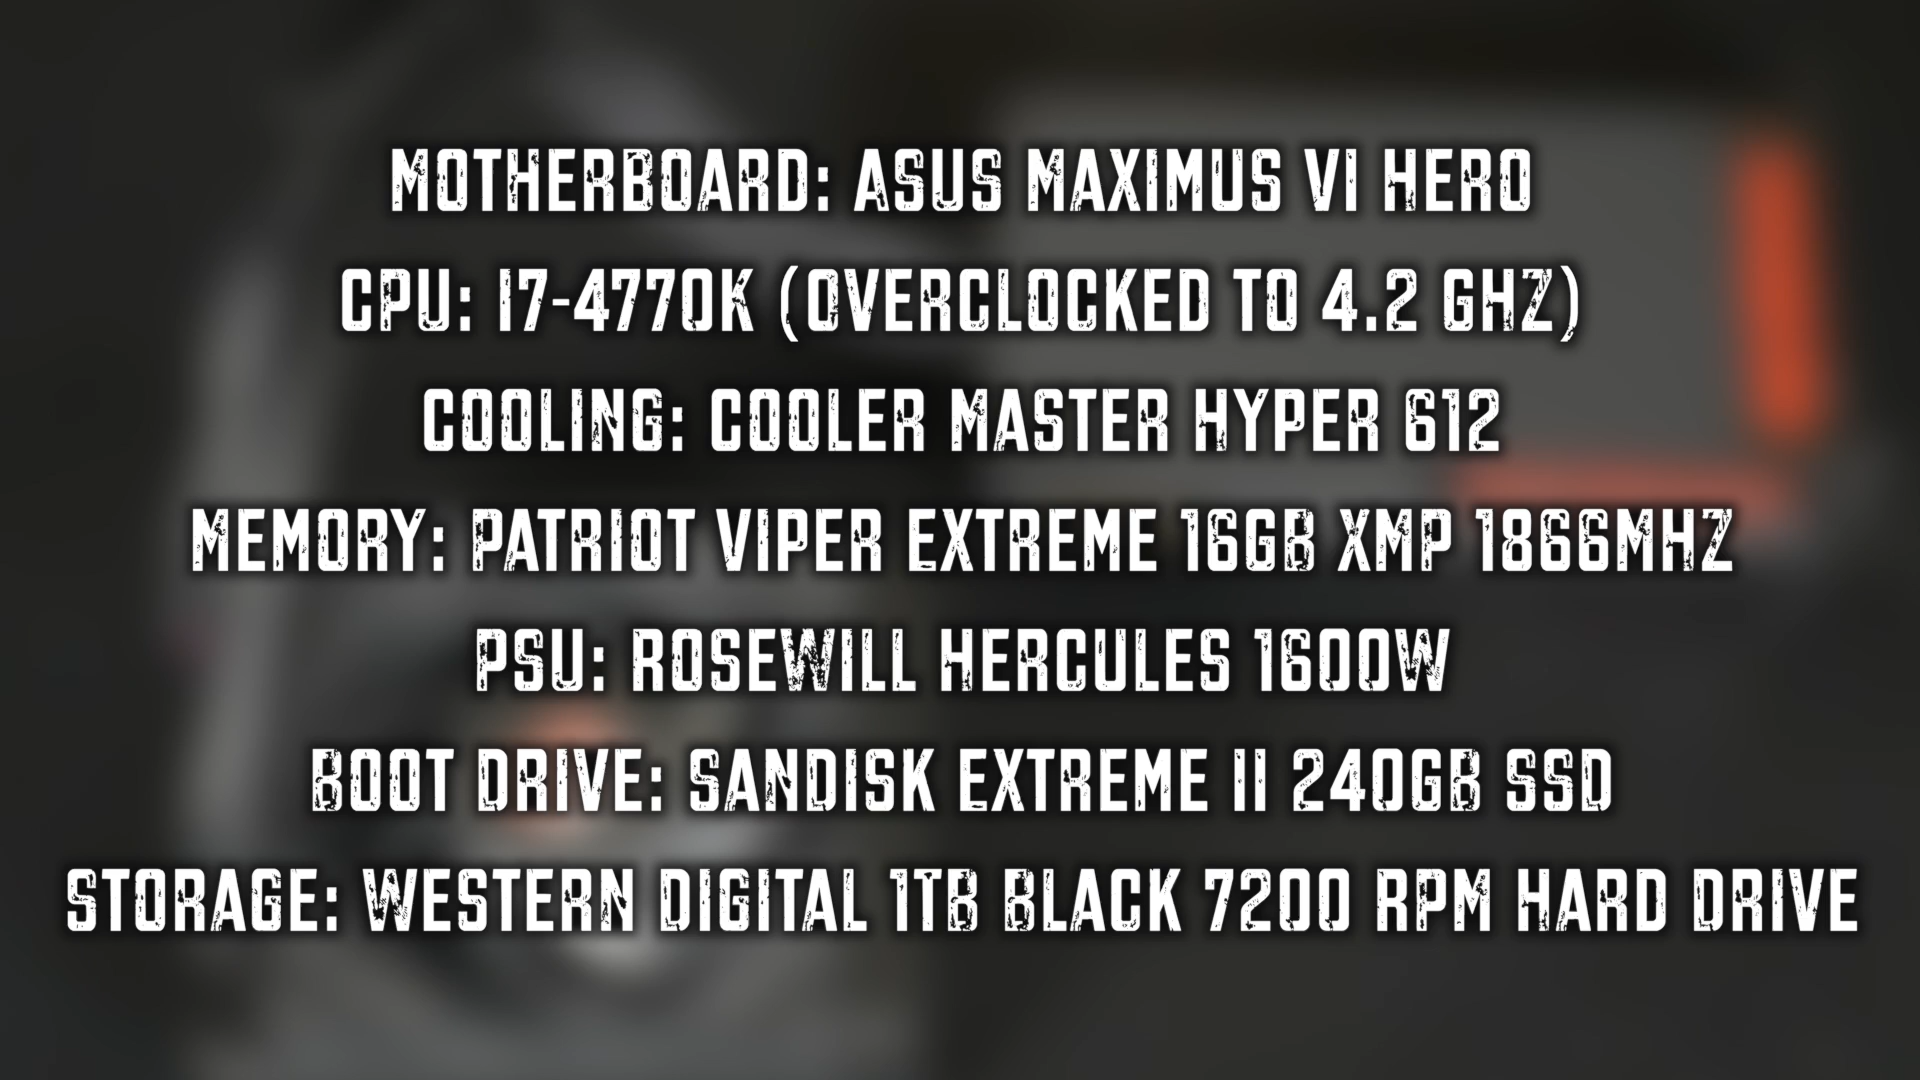 MOTHERBOARD: ASUS MAXIMUS VI HERO
CPU: I7-4770K (OVERCLOCKED TO 4.2 GHZ)
COOLING: COOLER MASTER HYPER 612
MEMORY: PATRIOT VIPER EXTREME 16GB XMP 1866MHZ
PSU: ROSEWILL HERCULES 1600W
BOOT DRIVE: SANDISK EXTREME II 240GB SSD
STORAGE: WESTERN DIGITAL 1TB BLACK 7200 RPM HARD DRIVE